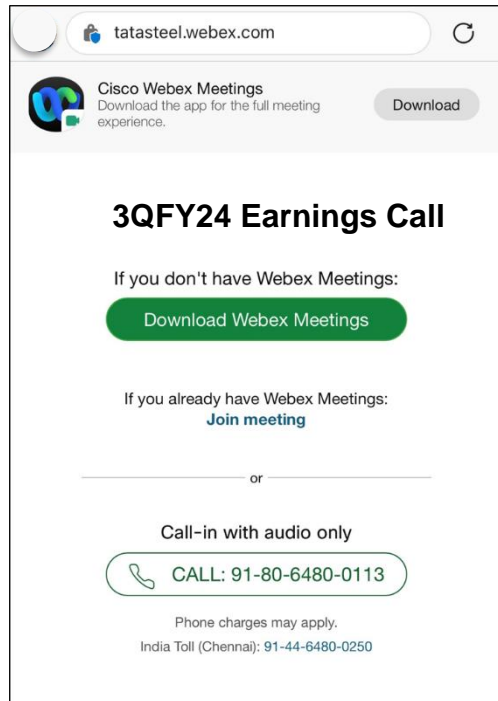 tatasteel.webex.com
Cisco Webex Meetings
Download the app for the full meeting
experience.
Download
3QFY24 Earnings Call
If you don't have Webex Meetings:
Download Webex Meetings
If you already have Webex Meetings:
Join meeting
or
Call-in with audio only
CALL: 91-80-6480-0113
Phone charges may apply.
India Toll (Chennai): 91-44-6480-0250